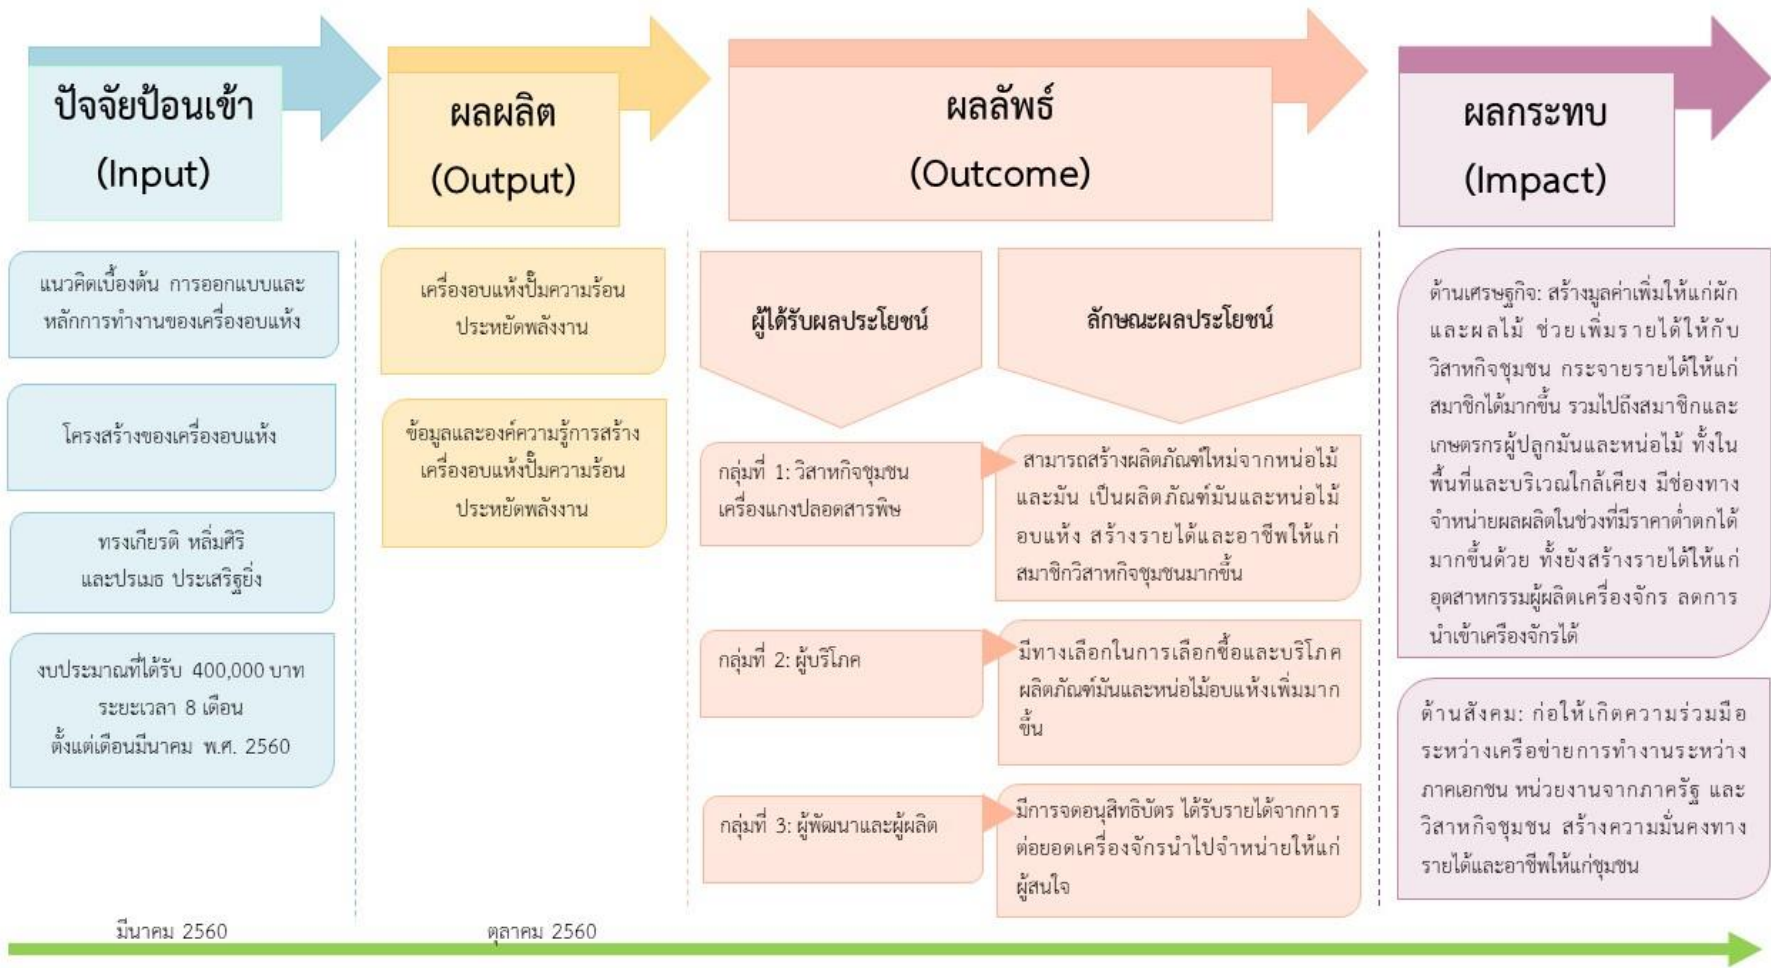 ปัจจัยป้อนเข้า
(Input)
แนวคิดเบื้องต้น การออกแบบและ
หลักการทำงานของเครื่องอบแห้ง
โครงสร้างของเครื่องอบแห้ง
ทรงเกียรติ หลิ่มศิริ
และปรเมธ ประเสริฐยิ่ง
งบประมาณที่ได้รับ 400,000 บาท
ระยะเวลา 8 เดือน
ตั้งแต่เดือนมีนาคม พ.ศ. 2560
ผลผลิต
(Output)
เครื่องอบแห้งปั๊มความร้อน
ประหยัดพลังงาน
ข้อมูลและองค์ความรู้การสร้าง
เครื่องอบแห้งปั๊มความร้อน
ประหยัดพลังงาน
ผลลัพธ์
(Outcome)
ผู้ได้รับผลประโยชน์
ลักษณะผลประโยชน์
กลุ่มที่ 1: วิสาหกิจชุมชน
เครื่องแกงปลอดสารพิษ
สามารถสร้างผลิตภัณฑ์ใหม่จากหน่อไม้
และมัน เป็นผลิตภัณฑ์มันและหน่อไม้
อบแห้ง สร้างรายได้และอาชีพให้แก่
สมาชิกวิสาหกิจชุมชนมากขึ้น
กลุ่มที่ 2: ผู้บริโภค
มีทางเลือกในการเลือกซื้อและบริโภค
ผลิตภัณฑ์มันและหน่อไม้อบแห้งเพิ่มมาก
ขึ้น
กลุ่มที่ 3: ผู้พัฒนาและผู้ผลิต
มีการจดอนุสิทธิบัตร ได้รับรายได้จากการ
ต่อยอดเครื่องจักรนำไปจำหน่ายให้แก่
ผู้สนใจ
ผลกระทบ
(Impact)
ด้านเศรษฐกิจ: สร้างมูลค่าเพิ่มให้แก่ผัก
และผลไม้ ช่วยเพิ่มรายได้ให้กับ
วิสาหกิจชุมชน กระจายรายได้ให้แก่
สมาชิกได้มากขึ้น รวมไปถึงสมาชิกและ
เกษตรกรผู้ปลูกมันและหน่อไม้ ทั้งใน
พื้นที่และบริเวณใกล้เคียง มีช่องทาง
จำหน่ายผลผลิตในช่วงที่มีราคาต่ำตกได้
มากขึ้นด้วย ทั้งยังสร้างรายได้ให้แก่
อุตสาหกรรมผู้ผลิตเครื่องจักร ลดการ
นำเข้าเครื่องจักรได้
ด้านสังคม: ก่อให้เกิดความร่วมมือ
ระหว่างเครือข่ายการทำงานระหว่าง
ภาคเอกชน หน่วยงานจากภาครัฐ และ
วิสาหกิจชุมชน สร้างความมั่นคงทาง
รายได้และอาชีพให้แก่ชุมชน
มีนาคม 2560
ตุลาคม 2560